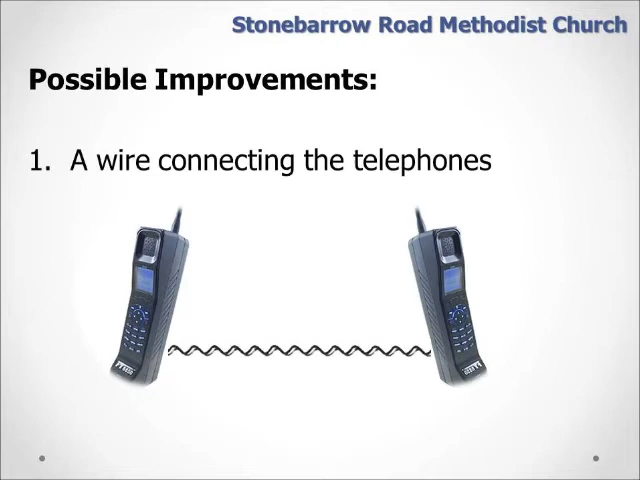 Stonebarrow Road Methodist Church
Possible Improvements:
1. A wire connecting the telephones